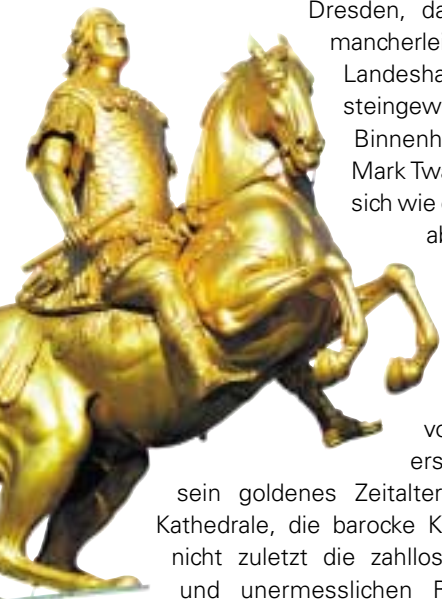 Dresden, da
mancherlei
Landesha
steingew
Binnenh
Mark Twa
sich wie
ab
vo
ers
sein goldenes Zeitalter
Kathedrale, die barocke K
nicht zuletzt die zahllos
und unermesslichen F